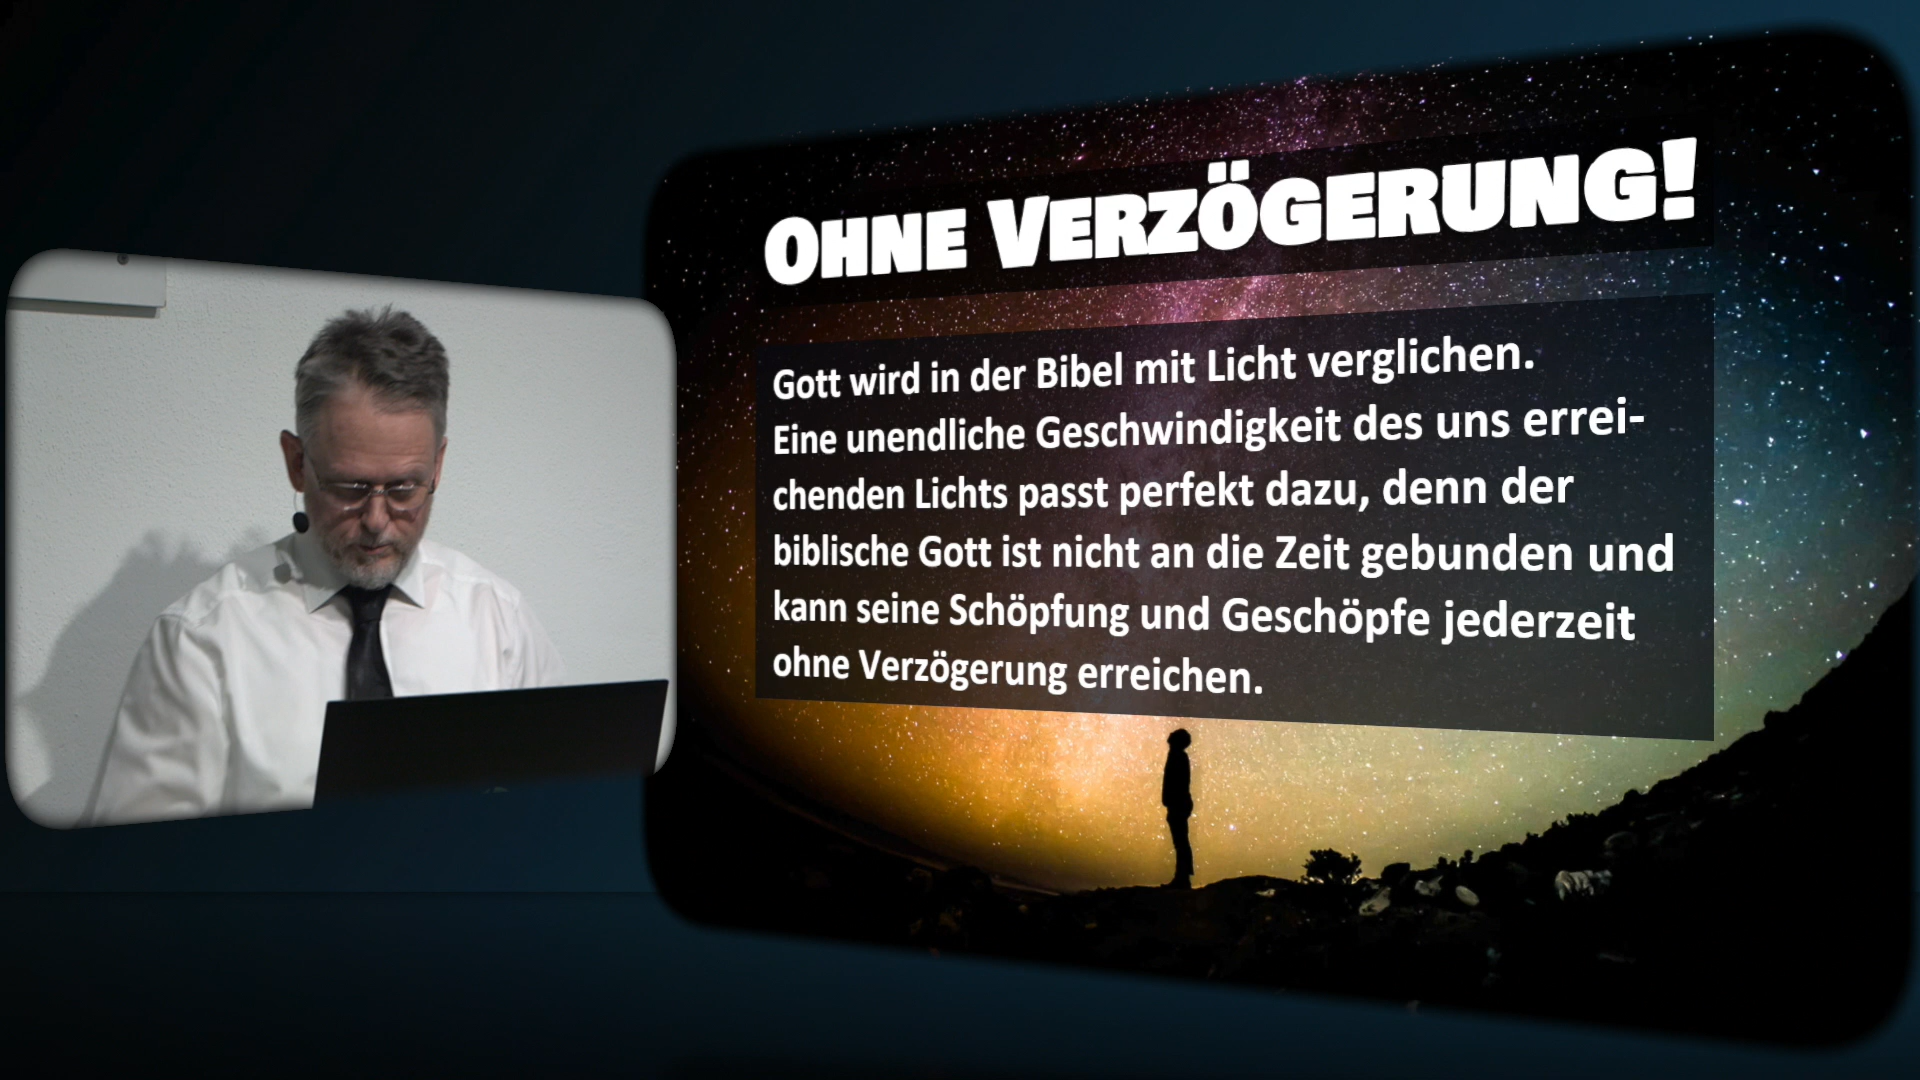 OHNE VERZÖGERUNG!
Gott wird in der Bibel mit Licht verglichen.
Eine unendliche Geschwindigkeit des uns errei-
chenden Lichts passt perfekt dazu, denn der
biblische Gott ist nicht an die Zeit gebunden und
kann seine Schöpfung und Geschöpfe jederzeit
ohne Verzögerung erreichen.